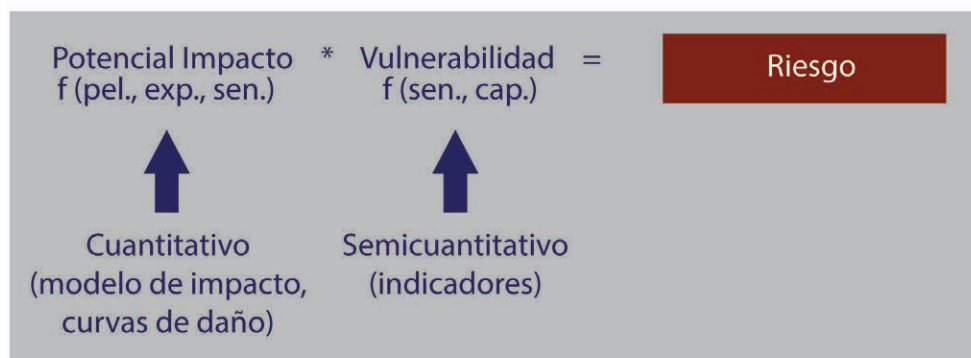 Potencial Impacto * Vulnerabilidad = Riesgo
f (pel., exp., sen.) f (sen., cap.)
Cuantitativo Semicuantitativo
(modelo de impacto, (indicadores)
curvas de daño)